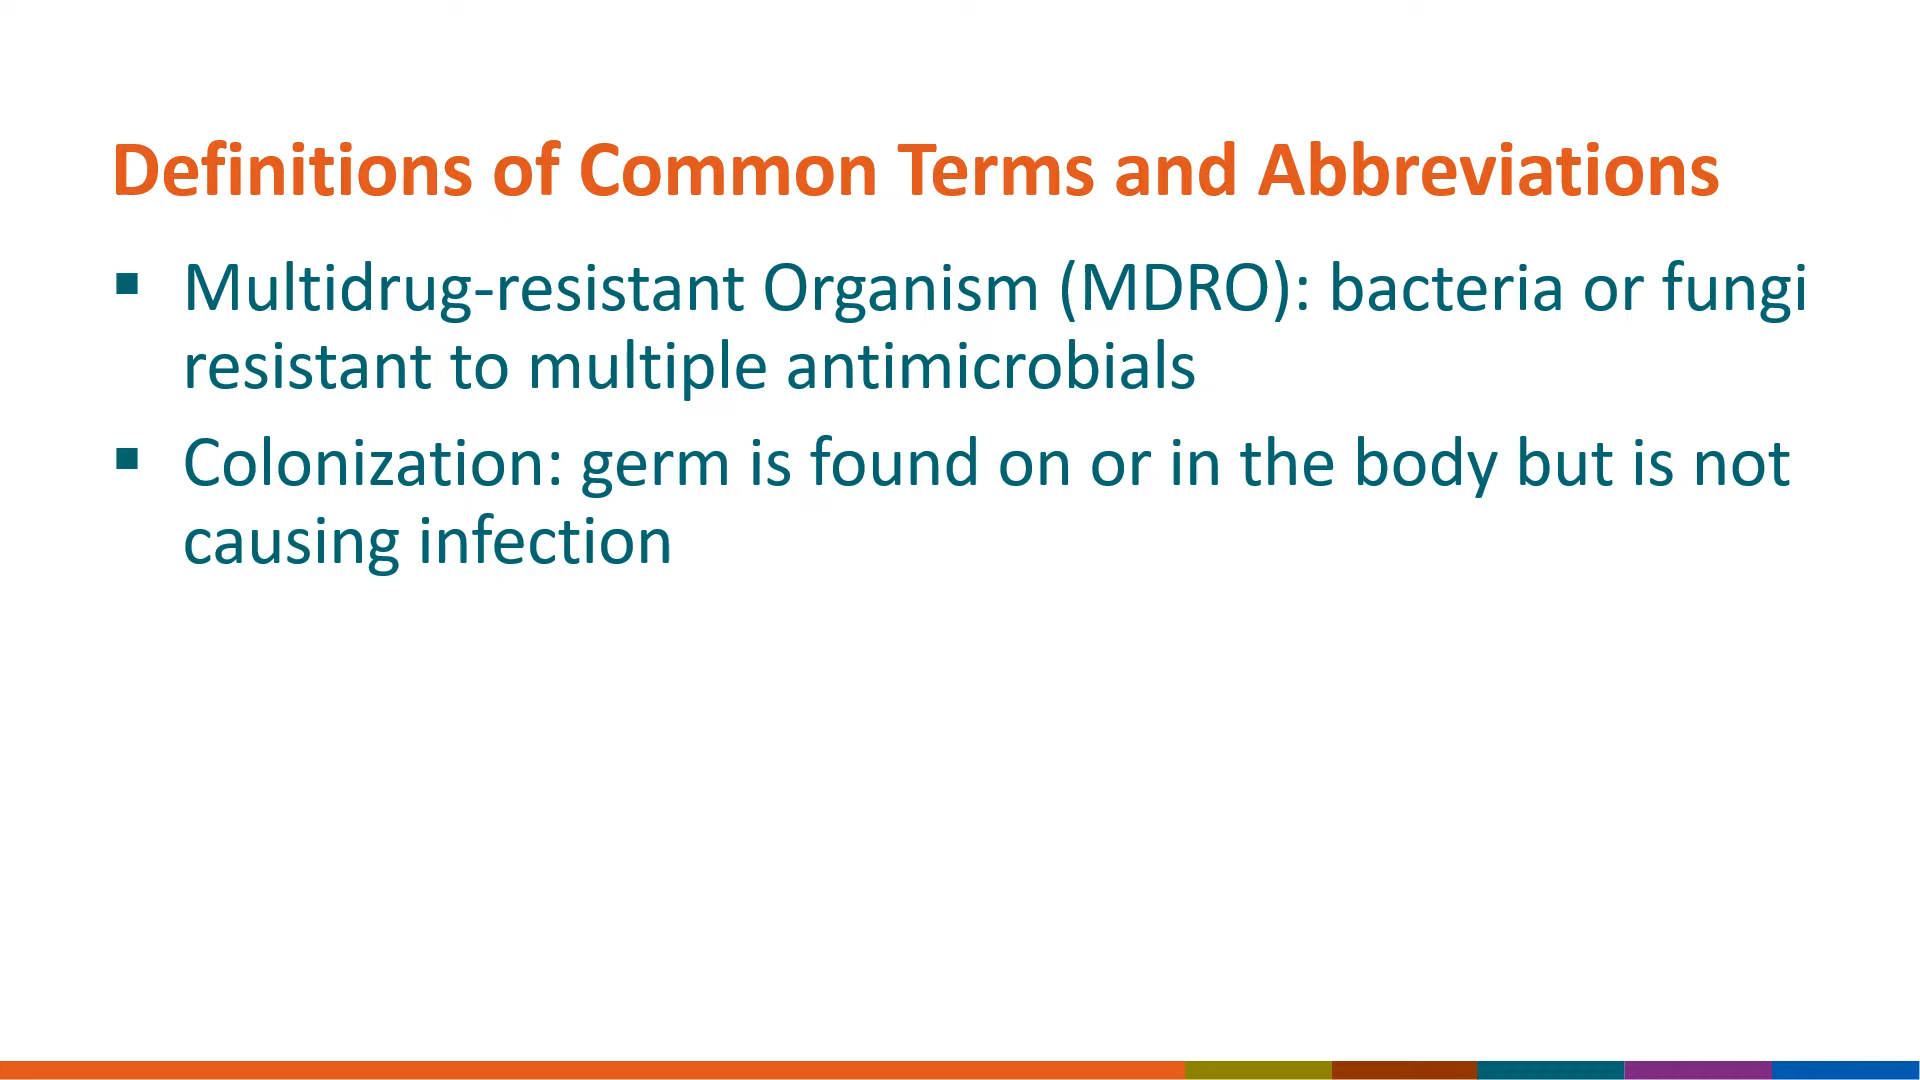 Definitions of Common Terms and Abbreviations
▪ Multidrug-resistant Organism (MDRO): bacteria or fungi
resistant to multiple antimicrobials
▪ Colonization: germ is found on or in the body but is not
causing infection